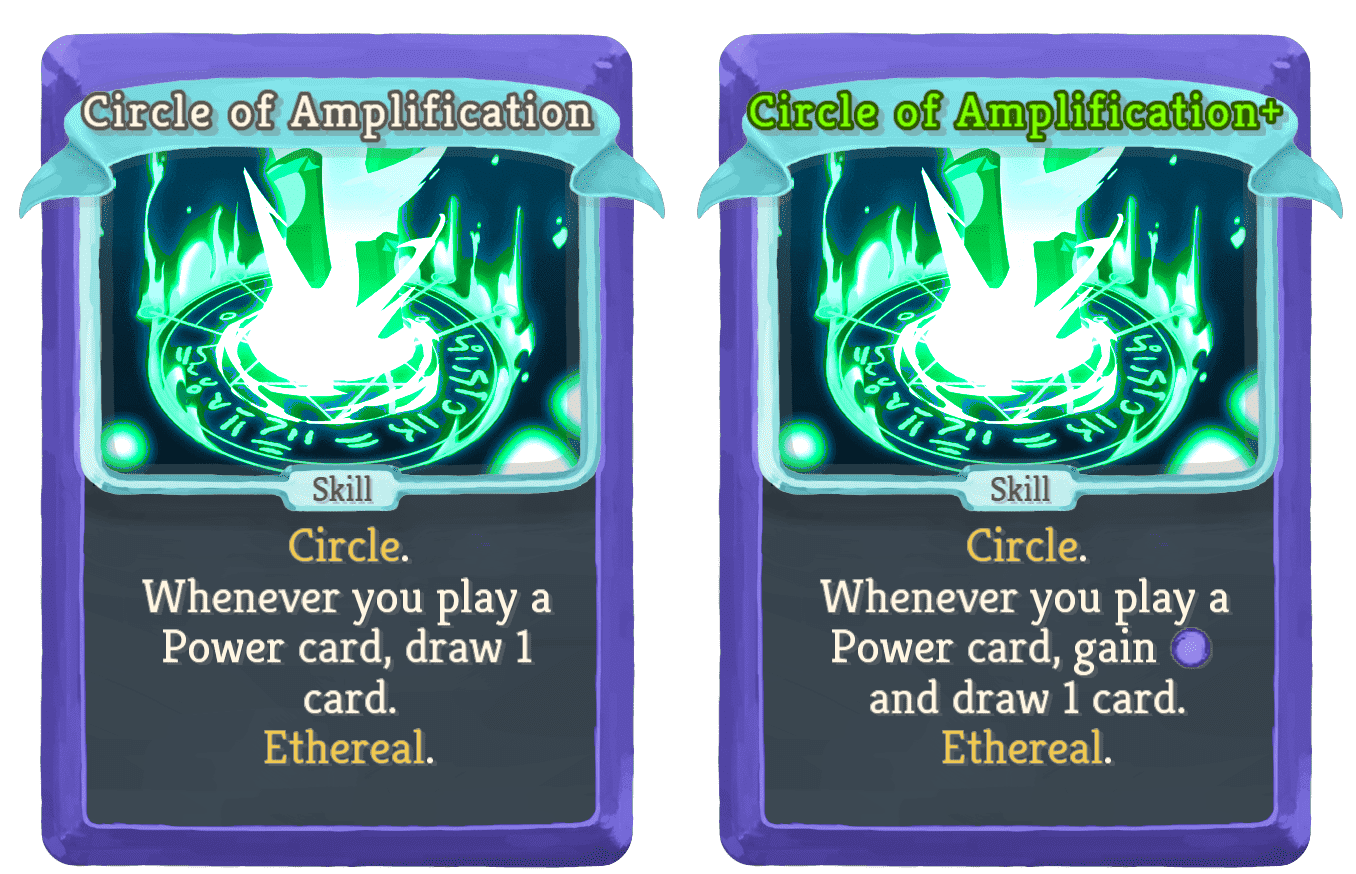 Circle of Amplification
Skill
Circle.
Whenever you play a
Power card, draw 1
card.
Ethereal.
Circle of Amplification+
Skill
Circle.
Whenever you play a
Power card, gain
and draw 1 card.
Ethereal.